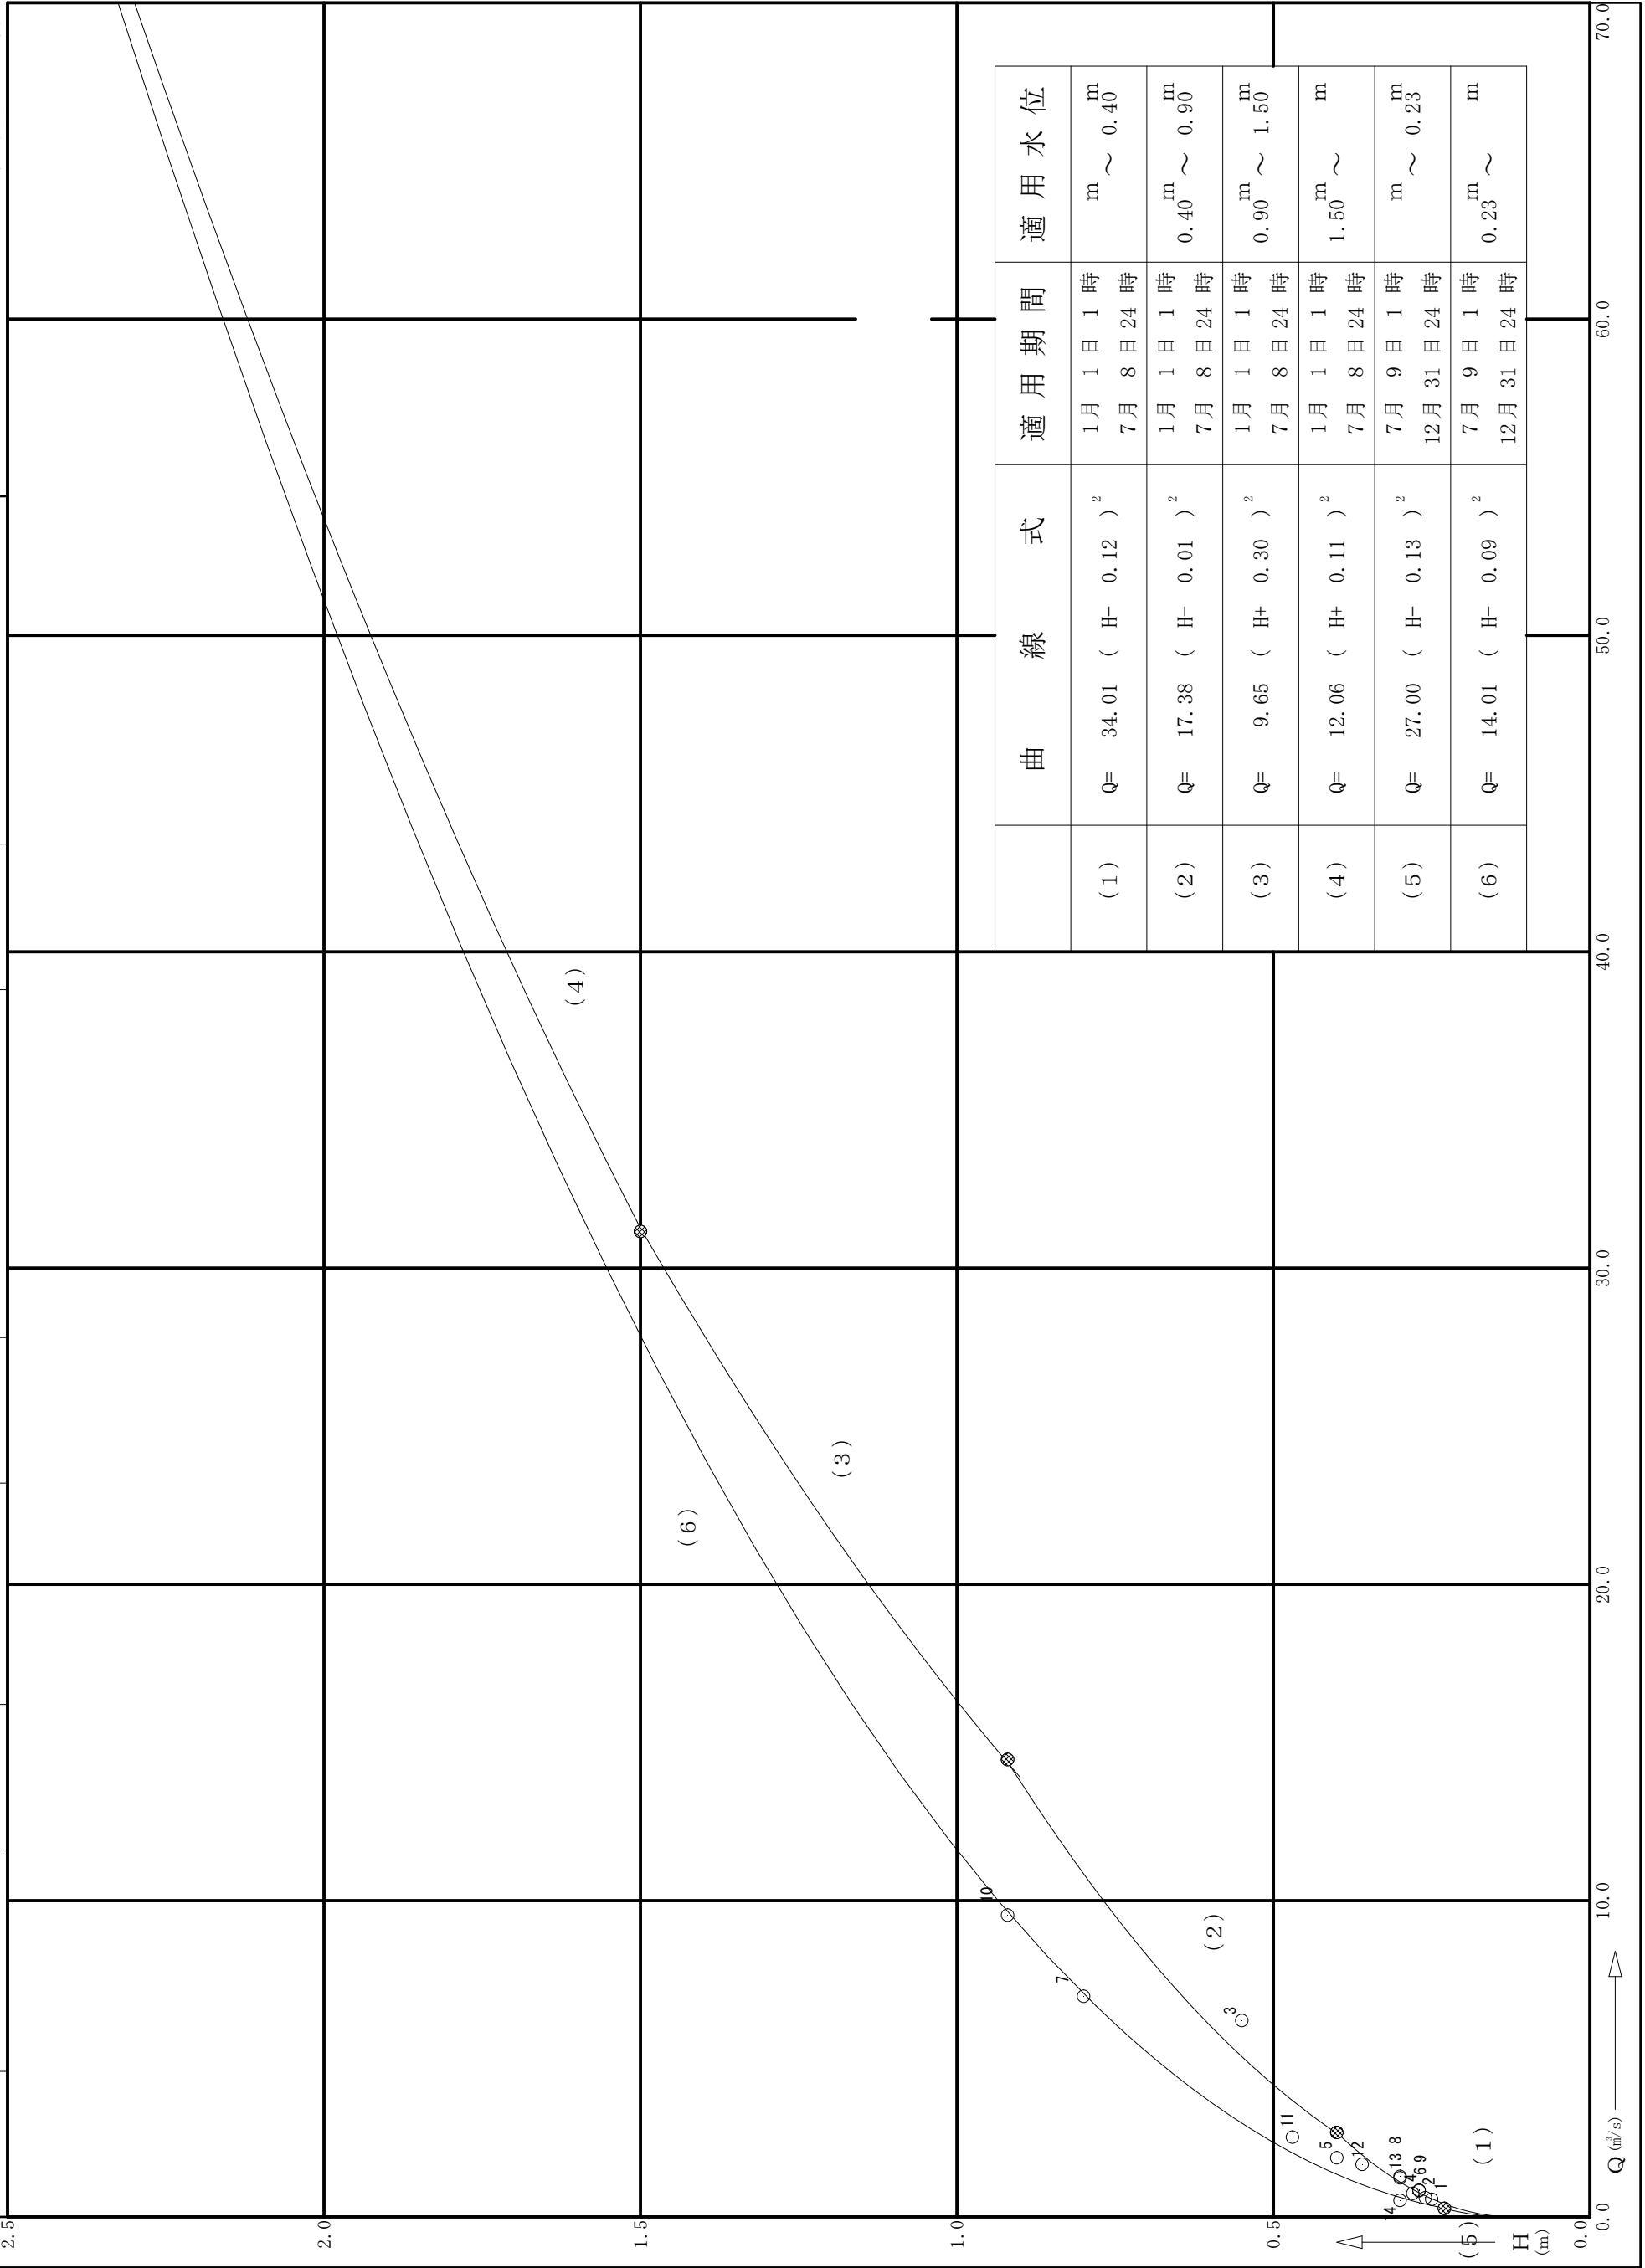 2.5
2.0
1.5
1.0
0.5
0.0
H
(m)
0.0
10.0
20.0
30.0
40.0
50.0
60.0
70.0
Q (㎥/s)
(1)
(2)
(3)
(4)
(5)
(6)
1
2
3
4
5
6 9
7
10
11
12
13 8
14
曲 線 式 適 用 期 間 適 用 水 位
(1) Q= 34.01 ( H- 0.12 )² 1月 1日 1時 m ~ 0.40 m
7月 8日 24時
(2) Q= 17.38 ( H- 0.01 )² 1月 1日 1時 0.40 m ~ 0.90 m
7月 8日 24時
(3) Q= 9.65 ( H+ 0.30 )² 1月 1日 1時 0.90 m ~ 1.50 m
7月 8日 24時
(4) Q= 12.06 ( H+ 0.11 )² 1月 1日 1時 1.50 m ~ m
7月 8日 24時
(5) Q= 27.00 ( H- 0.13 )² 7月 9日 1時 m ~ 0.23 m
12月 31日 24時
(6) Q= 14.01 ( H- 0.09 )² 7月 9日 1時 0.23 m ~ m
12月 31日 24時